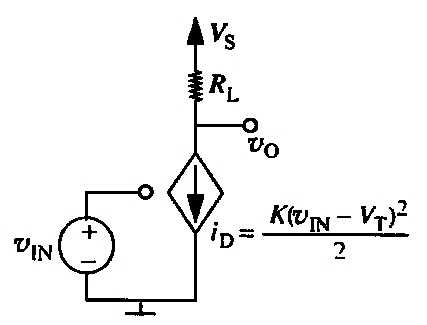 V_S
R_L
v_O
+
−
v_IN
i_D = K(v_IN − V_T)^2 / 2